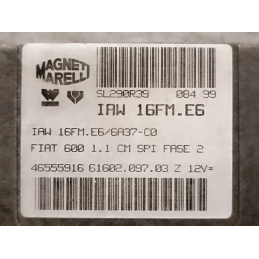 MAGNETI MARELLI
SL290R39 084 99
IAW 16FM.E6
IAW 16FM.E6/6A37-C0
FIAT 600 1.1 CM SPI FASE 2
46555916 61602.097.03 Z 12V=